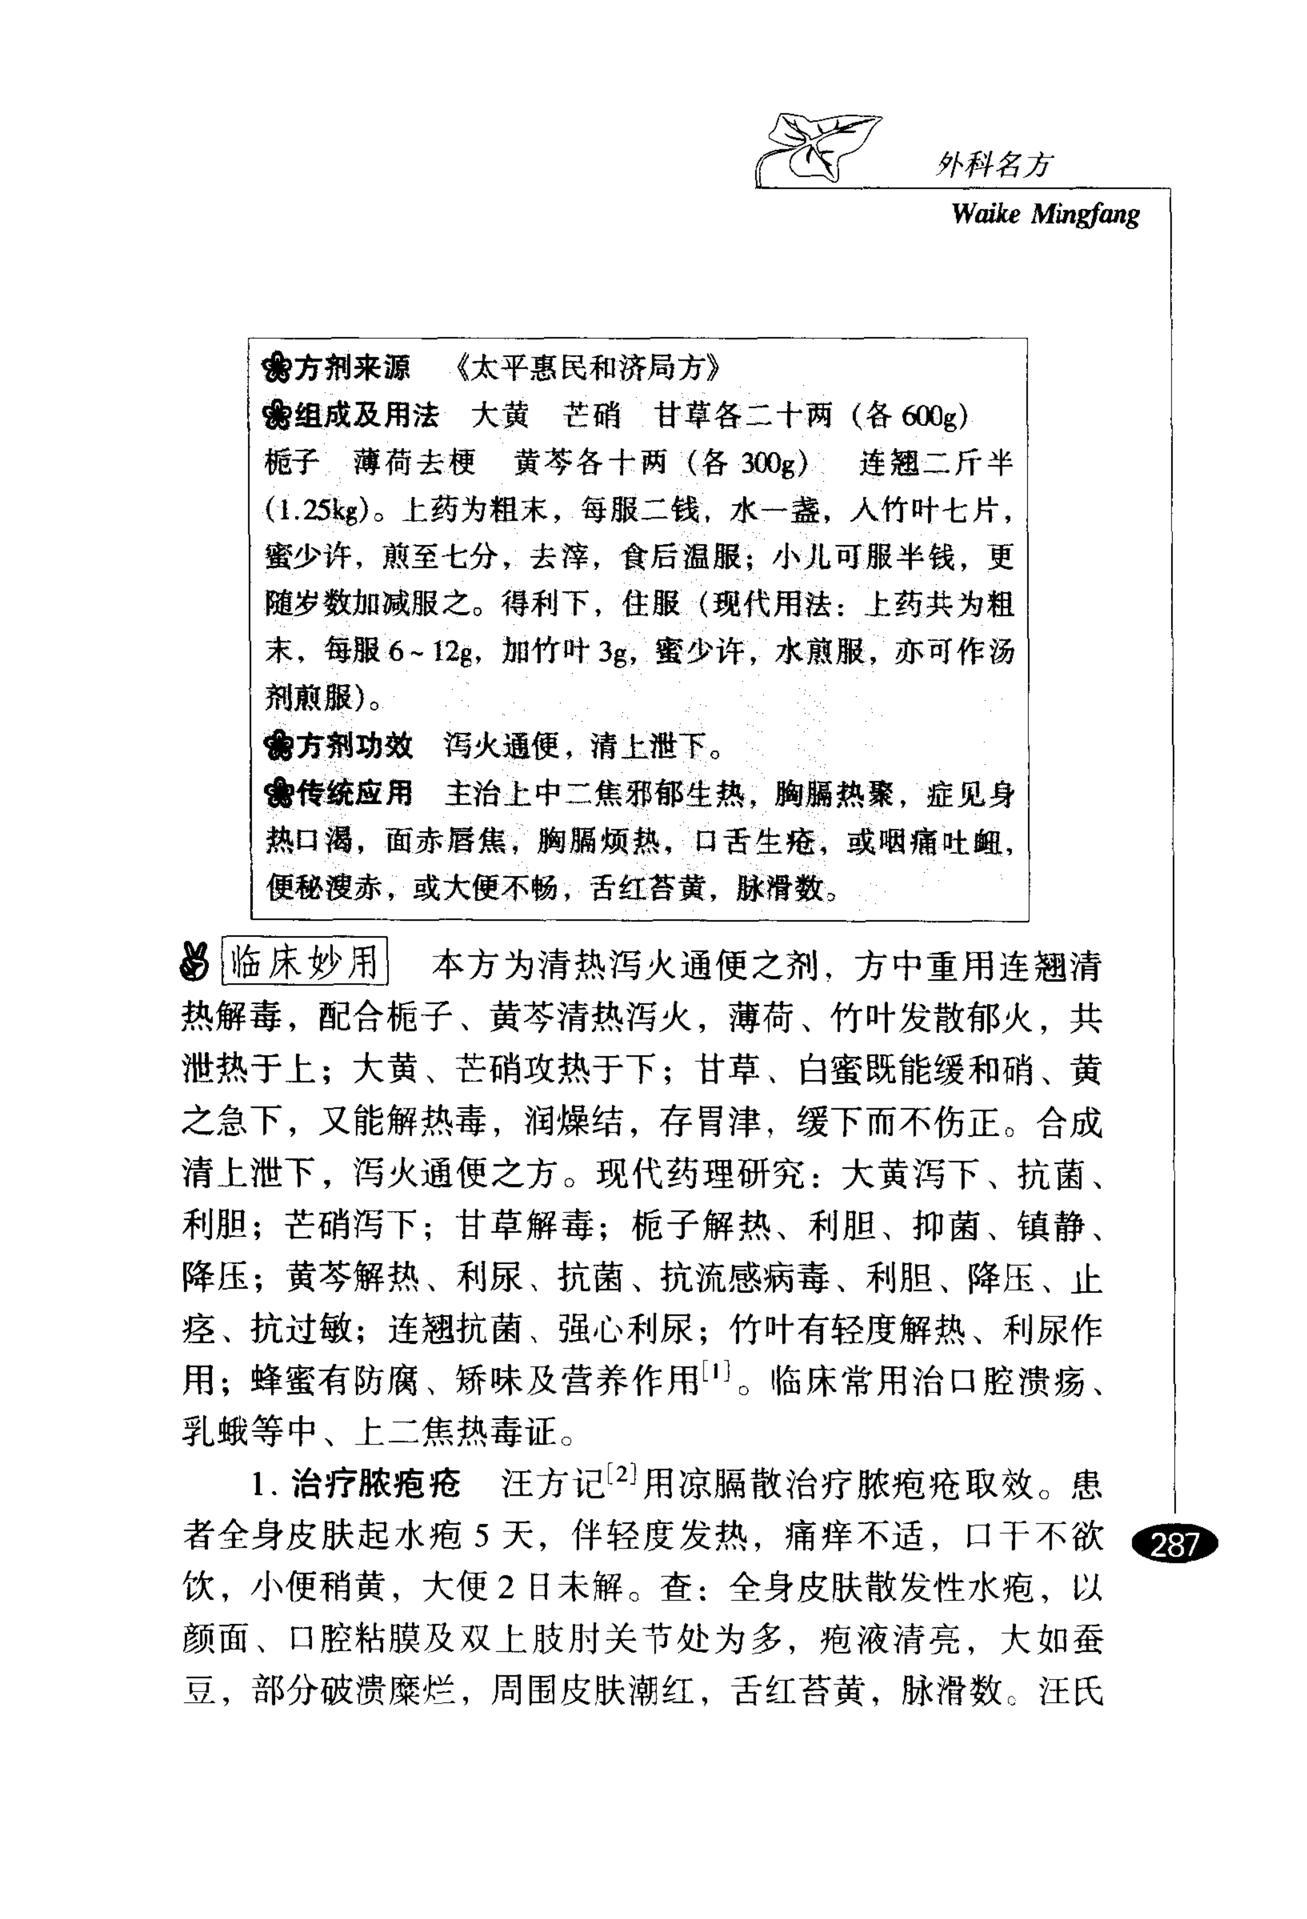 外科名方
Waike Mingfang
方剂来源 《太平惠民和济局方》
组成及用法 大黄 芒硝 甘草各二十两（各600g）
栀子 薄荷去梗 黄芩各十两（各300g） 连翘二斤半
(1.25kg)。上药为粗末，每服二钱，水一盏，入竹叶七片，
蜜少许，煎至七分，去滓，食后温服；小儿可服半钱，更
随岁数加减服之。得利下，住服（现代用法：上药共为粗
末，每服6~12g，加竹叶3g，蜜少许，水煎服，亦可作汤
剂煎服）。
方剂功效 泻火通便，清上泄下。
传统应用 主治上中二焦邪郁生热，胸膈热聚，症见身
热口渴，面赤唇焦，胸膈烦热，口舌生疮，或咽痛吐衄，
便秘溲赤，或大便不畅，舌红苔黄，脉滑数。
临床妙用 本方为清热泻火通便之剂，方中重用连翘清
热解毒，配合栀子、黄芩清热泻火，薄荷、竹叶发散郁火，共
泄热于上；大黄、芒硝攻热于下；甘草、白蜜既能缓和硝、黄
之急下，又能解热毒，润燥结，存胃津，缓下而不伤正。合成
清上泄下，泻火通便之方。现代药理研究：大黄泻下、抗菌、
利胆；芒硝泻下；甘草解毒；栀子解热、利胆、抑菌、镇静、
降压；黄芩解热、利尿、抗菌、抗流感病毒、利胆、降压、止
痉、抗过敏；连翘抗菌、强心利尿；竹叶有轻度解热、利尿作
用；蜂蜜有防腐、矫味及营养作用[1]。临床常用治口腔溃疡、
乳蛾等中、上二焦热毒证。
1. 治疗脓疱疮 汪方记[2]用凉膈散治疗脓疱疮取效。患
者全身皮肤起水疱5天，伴轻度发热，痛痒不适，口干不欲
饮，小便稍黄，大便2日未解。查：全身皮肤散发性水疱，以
颜面、口腔粘膜及双上肢肘关节处为多，疱液清亮，大如蚕
豆，部分破溃糜烂，周围皮肤潮红，舌红苔黄，脉滑数。汪氏
287